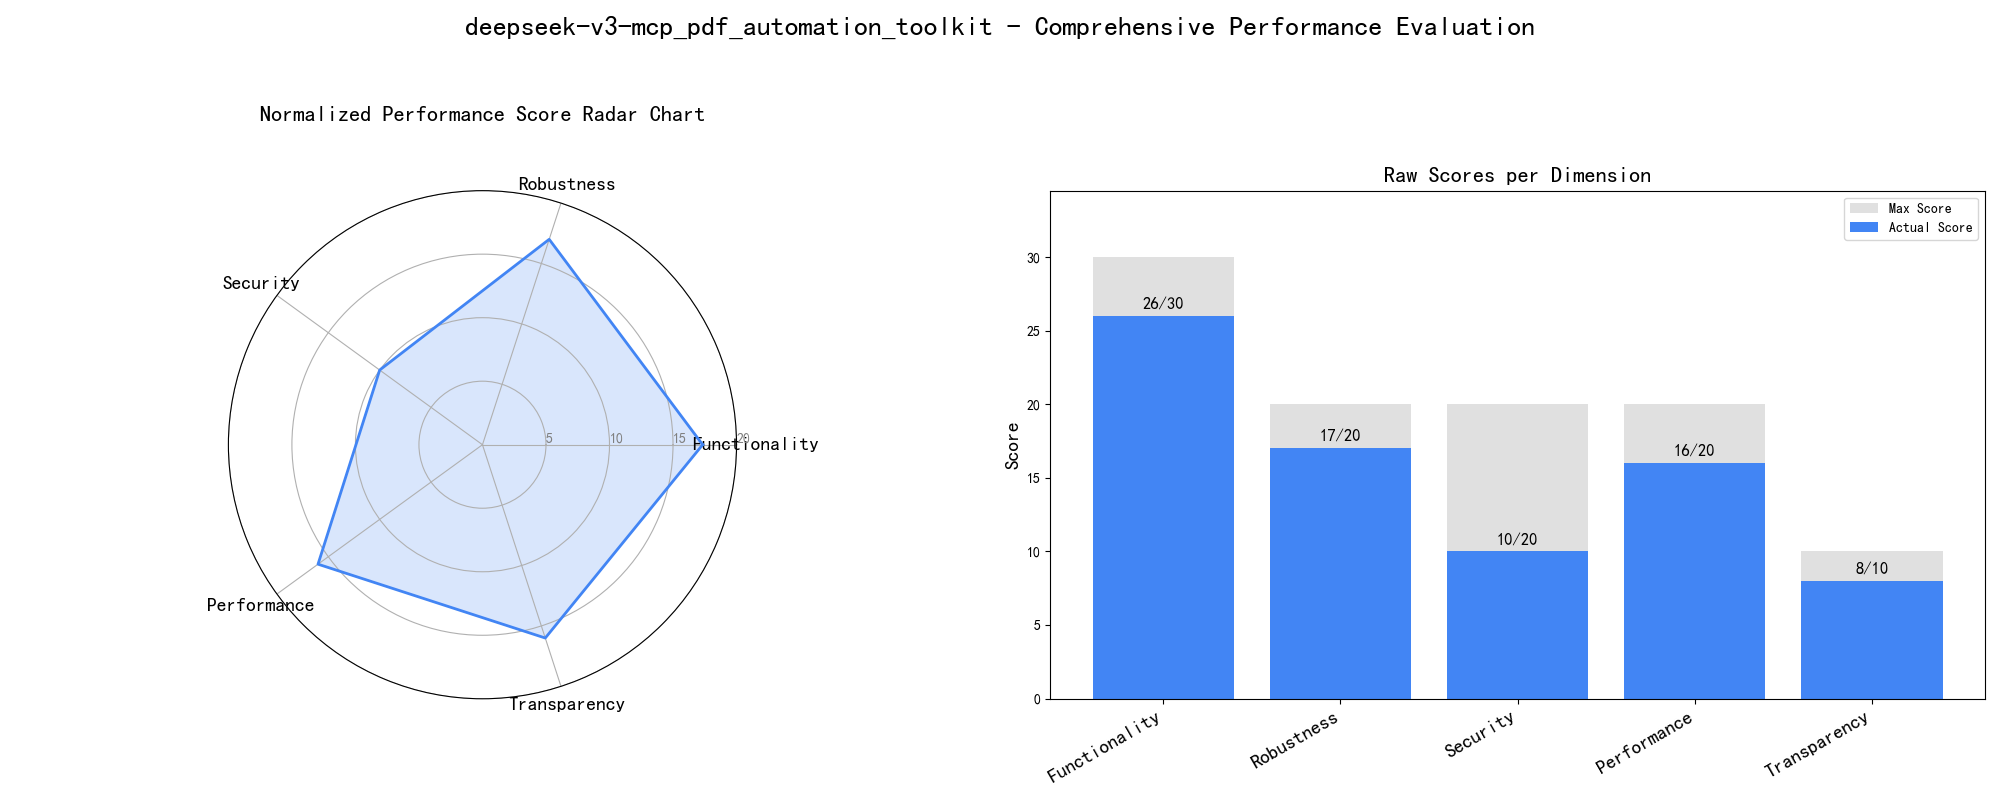 deepseek-v3-mcp_pdf_automation_toolkit - Comprehensive Performance Evaluation
Normalized Performance Score Radar Chart
Robustness
Security
5
10
15
20
Functionality
Performance
Transparency
Raw Scores per Dimension
Max Score
Actual Score
Score
30
25
20
15
10
5
0
26/30
17/20
10/20
16/20
8/10
Functionality
Robustness
Security
Performance
Transparency